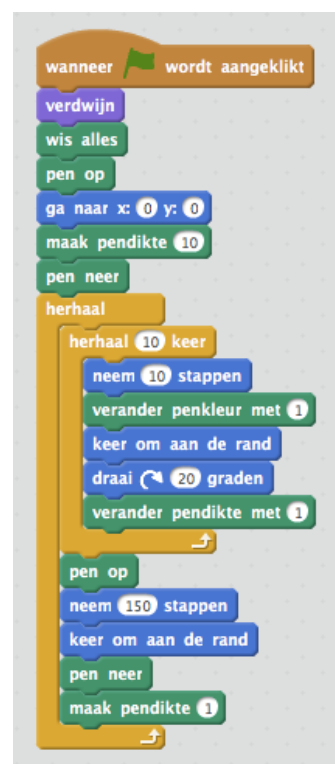 wanneer wordt aangeklikt
verdwijn
wis alles
pen op
ga naar x: 0 y: 0
maak pendikte 10
pen neer
herhaal
herhaal 10 keer
neem 10 stappen
verander penkleur met 1
keer om aan de rand
draai 20 graden
verander pendikte met 1
pen op
neem 150 stappen
keer om aan de rand
pen neer
maak pendikte 1